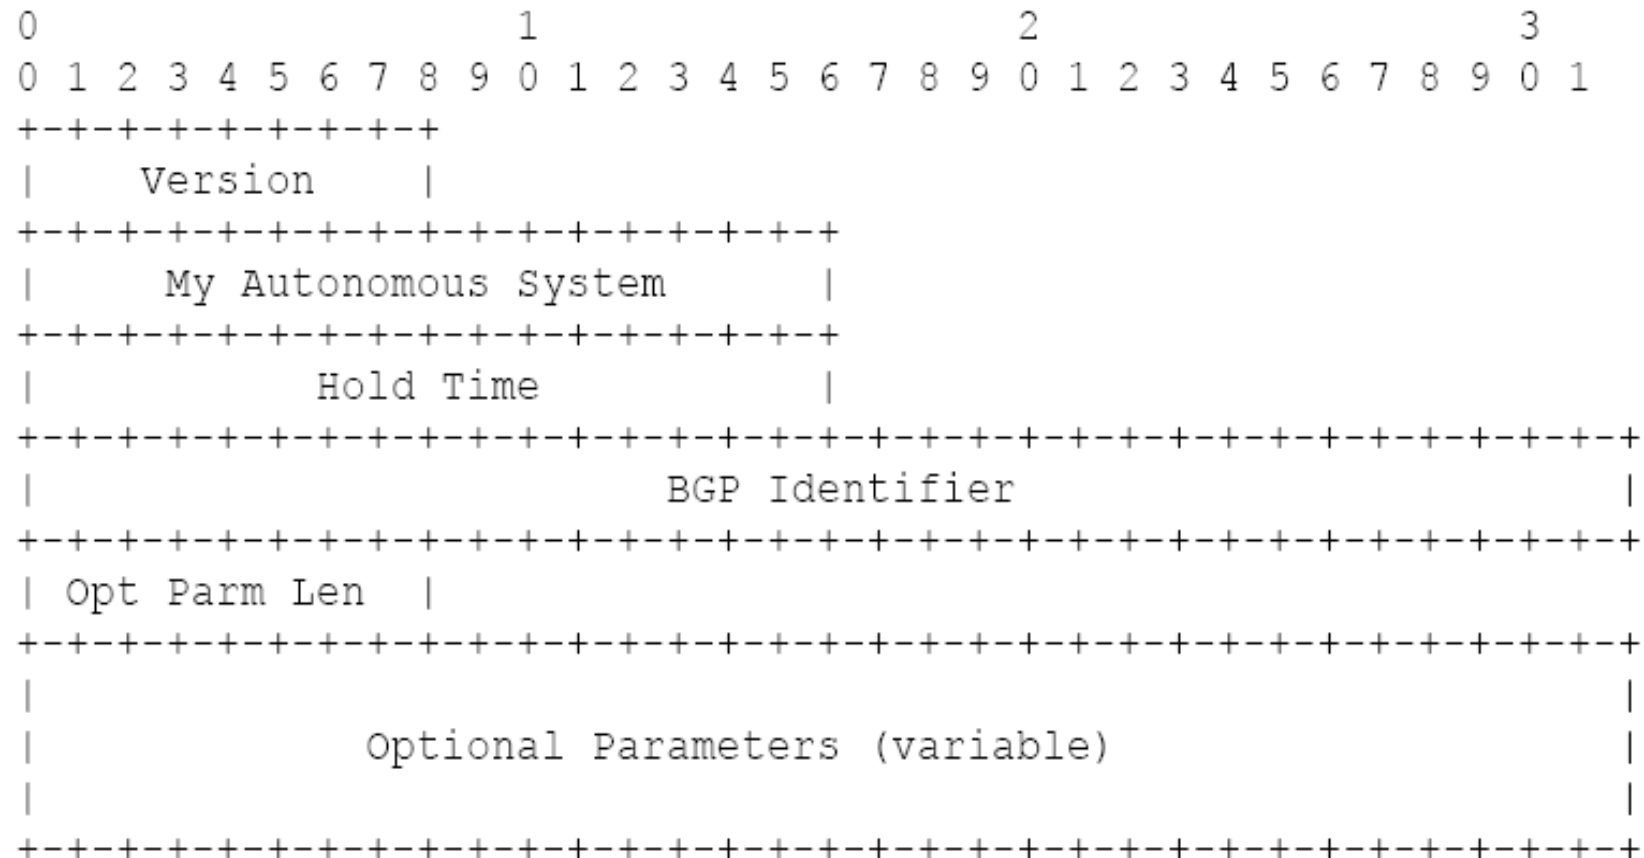 0                   1                   2                   3
0 1 2 3 4 5 6 7 8 9 0 1 2 3 4 5 6 7 8 9 0 1 2 3 4 5 6 7 8 9 0 1
+-+-+-+-+-+-+-+-+
|    Version    |
+-+-+-+-+-+-+-+-+-+-+-+-+-+-+-+-+
|     My Autonomous System      |
+-+-+-+-+-+-+-+-+-+-+-+-+-+-+-+-+
|           Hold Time           |
+-+-+-+-+-+-+-+-+-+-+-+-+-+-+-+-+-+-+-+-+-+-+-+-+-+-+-+-+-+-+-+-+
|                         BGP Identifier                        |
+-+-+-+-+-+-+-+-+-+-+-+-+-+-+-+-+-+-+-+-+-+-+-+-+-+-+-+-+-+-+-+-+
| Opt Parm Len  |
+-+-+-+-+-+-+-+-+-+-+-+-+-+-+-+-+-+-+-+-+-+-+-+-+-+-+-+-+-+-+-+-+
|                                                               |
|             Optional Parameters (variable)                    |
|                                                               |
+-+-+-+-+-+-+-+-+-+-+-+-+-+-+-+-+-+-+-+-+-+-+-+-+-+-+-+-+-+-+-+-+